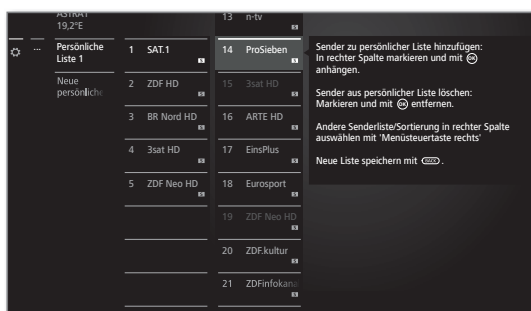 ASTRA1
19,2°E
...
Persönliche
Liste 1
Neue
persönliche
1 SAT.1
S
2 ZDF HD
S
3 BR Nord HD
S
4 3sat HD
S
5 ZDF Neo HD
S
13 n-tv
S
14 ProSieben
S
15 3sat HD
S
16 ARTE HD
S
17 EinsPlus
S
18 Eurosport
S
19 ZDF Neo HD
S
20 ZDF.kultur
S
21 ZDFinfokana
S
Sender zu persönlicher Liste hinzufügen:
In rechter Spalte markieren und mit OK
anhängen.
Sender aus persönlicher Liste löschen:
Markieren und mit OK entfernen.
Andere Senderliste/Sortierung in rechter Spalte
auswählen mit 'Menüsteuertaste rechts'
Neue Liste speichern mit BACK .